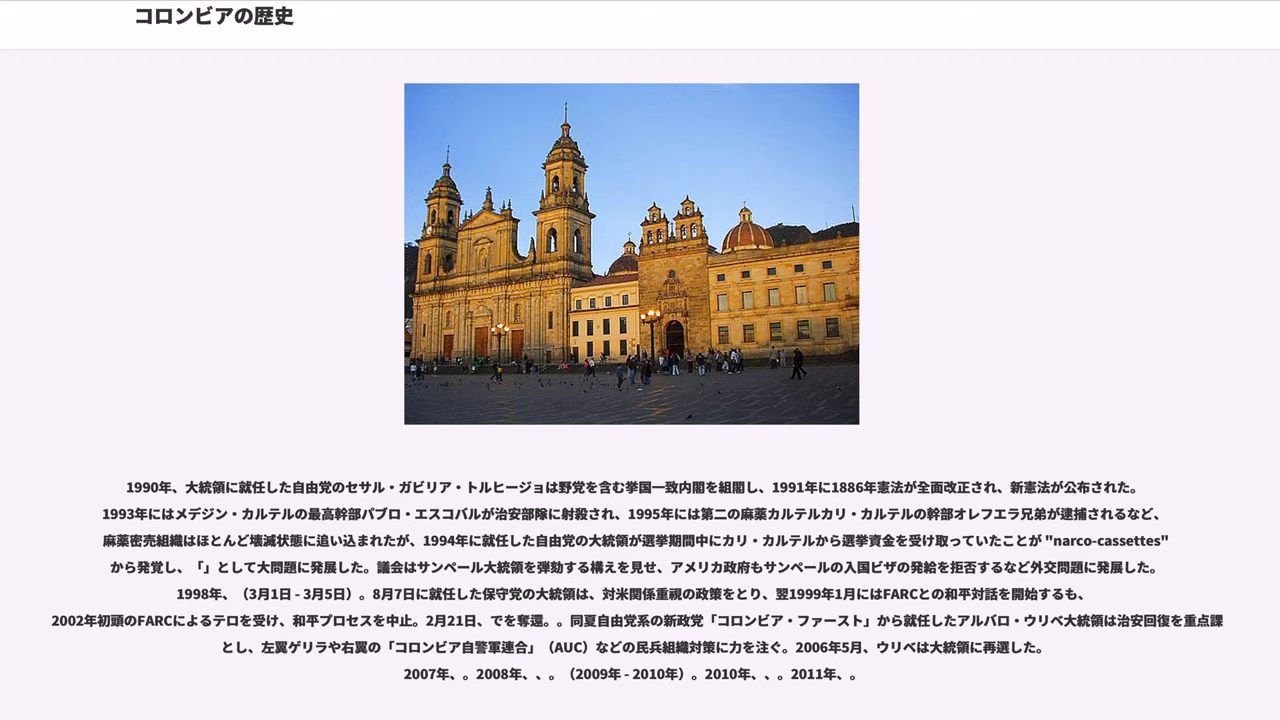 コロンビアの歴史
1990年、大統領に就任した自由党のセサル・ガビリア・トルヒージョは野党を含む挙国一致内閣を組閣し、1991年に1886年憲法が全面改正され、新憲法が公布された。
1993年にはメデジン・カルテルの最高幹部パブロ・エスコバルが治安部隊に射殺され、1995年には第二の麻薬カルテルカリ・カルテルの幹部オレフエラ兄弟が逮捕されるなど、
麻薬密売組織はほとんど壊滅状態に追い込まれたが、1994年に就任した自由党の大統領が選挙期間中にカリ・カルテルから選挙資金を受け取っていたことが "narco-cassettes"
から発覚し、「」として大問題に発展した。議会はサンペール大統領を弾劾する構えを見せ、アメリカ政府もサンペールの入国ビザの発給を拒否するなど外交問題に発展した。
1998年、（3月1日 - 3月5日）。8月7日に就任した保守党の大統領は、対米関係重視の政策をとり、翌1999年1月にはFARCとの和平対話を開始するも、
2002年初頭のFARCによるテロを受け、和平プロセスを中止。2月21日、でを奪還。。同夏自由党系の新政党「コロンビア・ファースト」から就任したアルバロ・ウリベ大統領は治安回復を重点課
とし、左翼ゲリラや右翼の「コロンビア自警軍連合」（AUC）などの民兵組織対策に力を注ぐ。2006年5月、ウリベは大統領に再選した。
2007年、。2008年、、。（2009年 - 2010年）。2010年、、。2011年、。